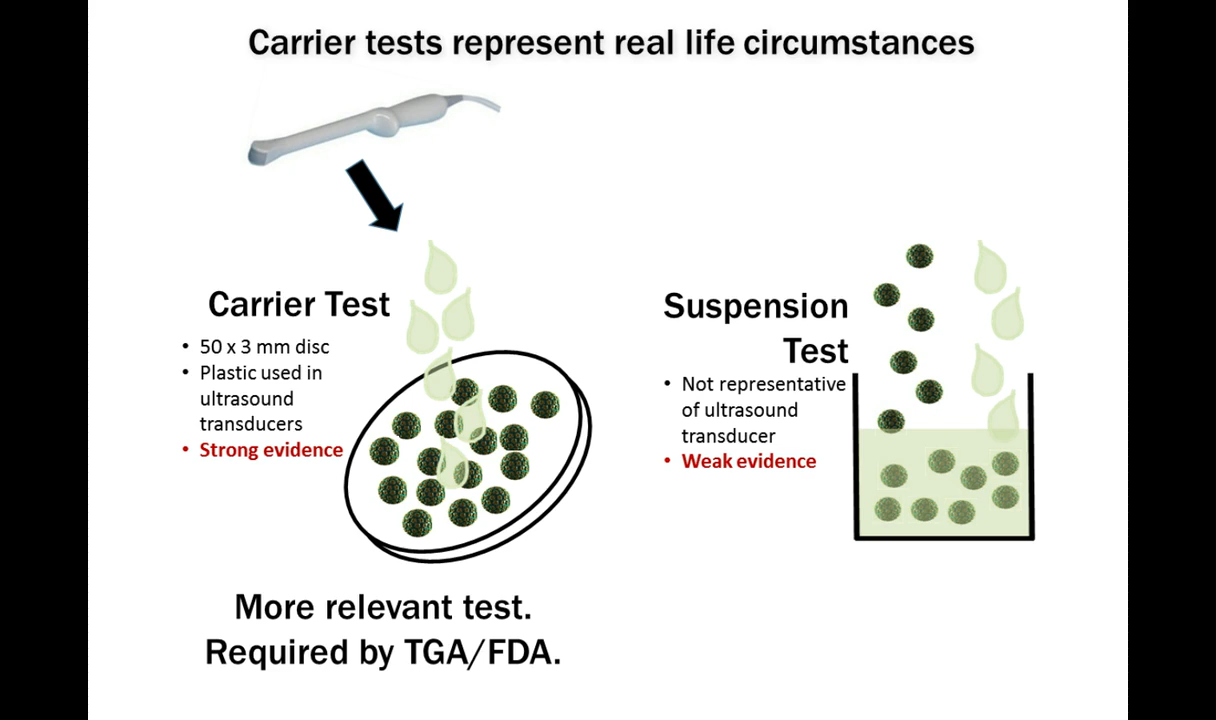 Carrier tests represent real life circumstances
Carrier Test
• 50 x 3 mm disc
• Plastic used in
ultrasound
transducers
• Strong evidence
Suspension
Test
• Not representative
of ultrasound
transducer
• Weak evidence
More relevant test.
Required by TGA/FDA.